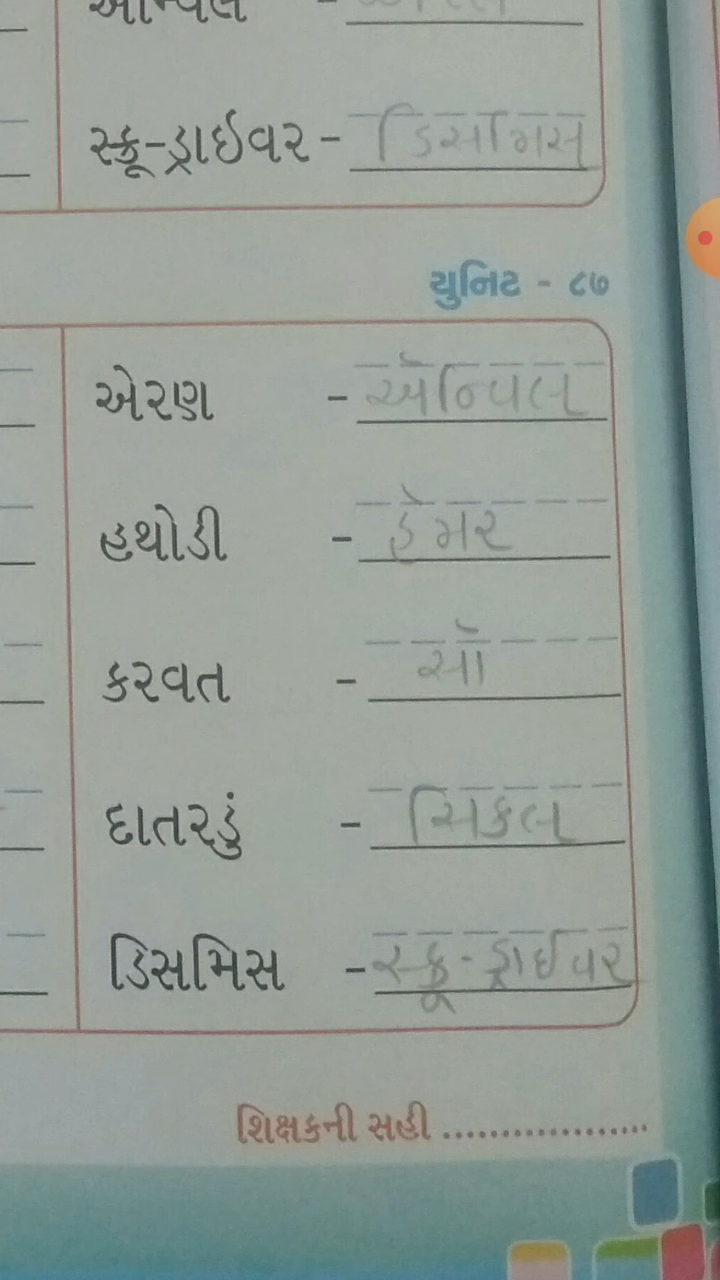 સ્ક્રૂ-ડ્રાઈવર - ડિસમિસ
યુનિટ - ૮૭
એરણ - ઍન્વિલ
હથોડી - હૅમર
કરવત - સૉ
દાતરડું - સિકલ
ડિસમિસ - સ્ક્રૂ-ડ્રાઈવર
શિક્ષકની સહી ...................